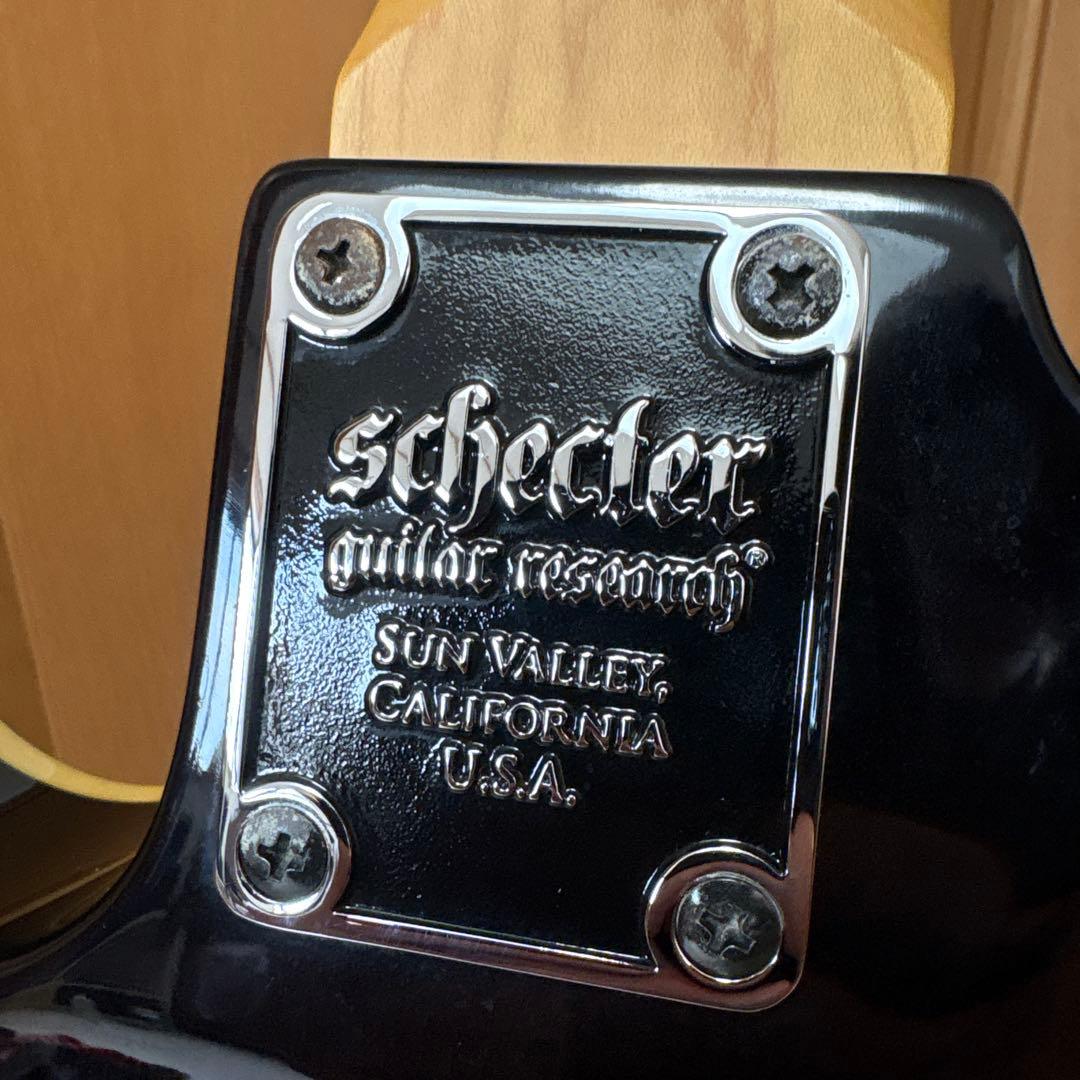 schecter
guitar research®
SUN VALLEY,
CALIFORNIA
U.S.A.